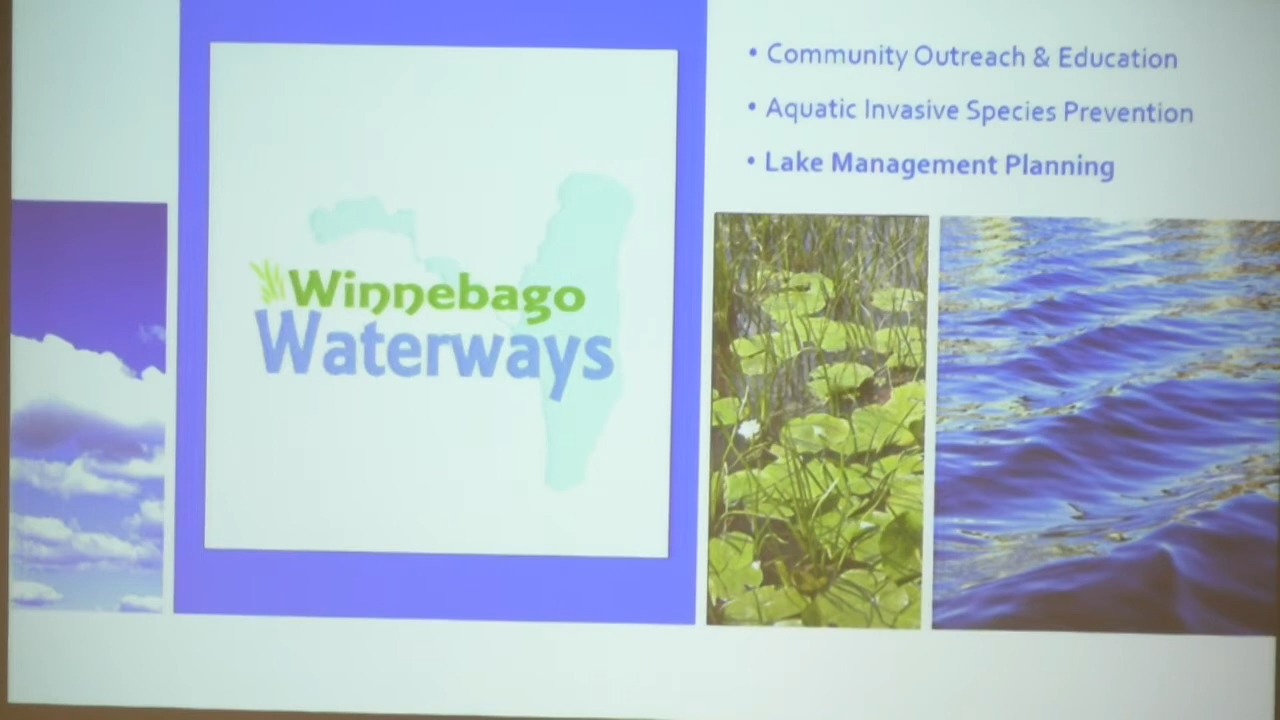 • Community Outreach & Education
• Aquatic Invasive Species Prevention
• Lake Management Planning
Winnebago
Waterways